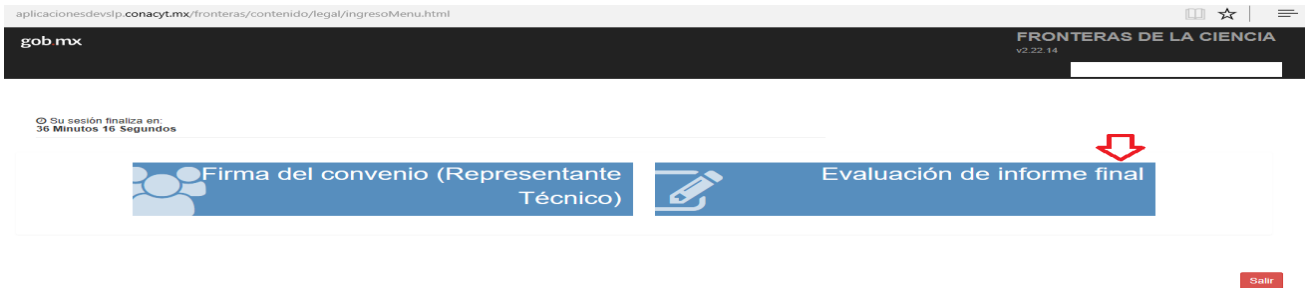 aplicacionesdevslp.conacyt.mx/fronteras/contenido/legal/ingresoMenu.html
gob.mx
FRONTERAS DE LA CIENCIA
v2.22.14
Su sesión finaliza en:
36 Minutos 16 Segundos
Firma del convenio (Representante
Técnico)
Evaluación de informe final
Salir